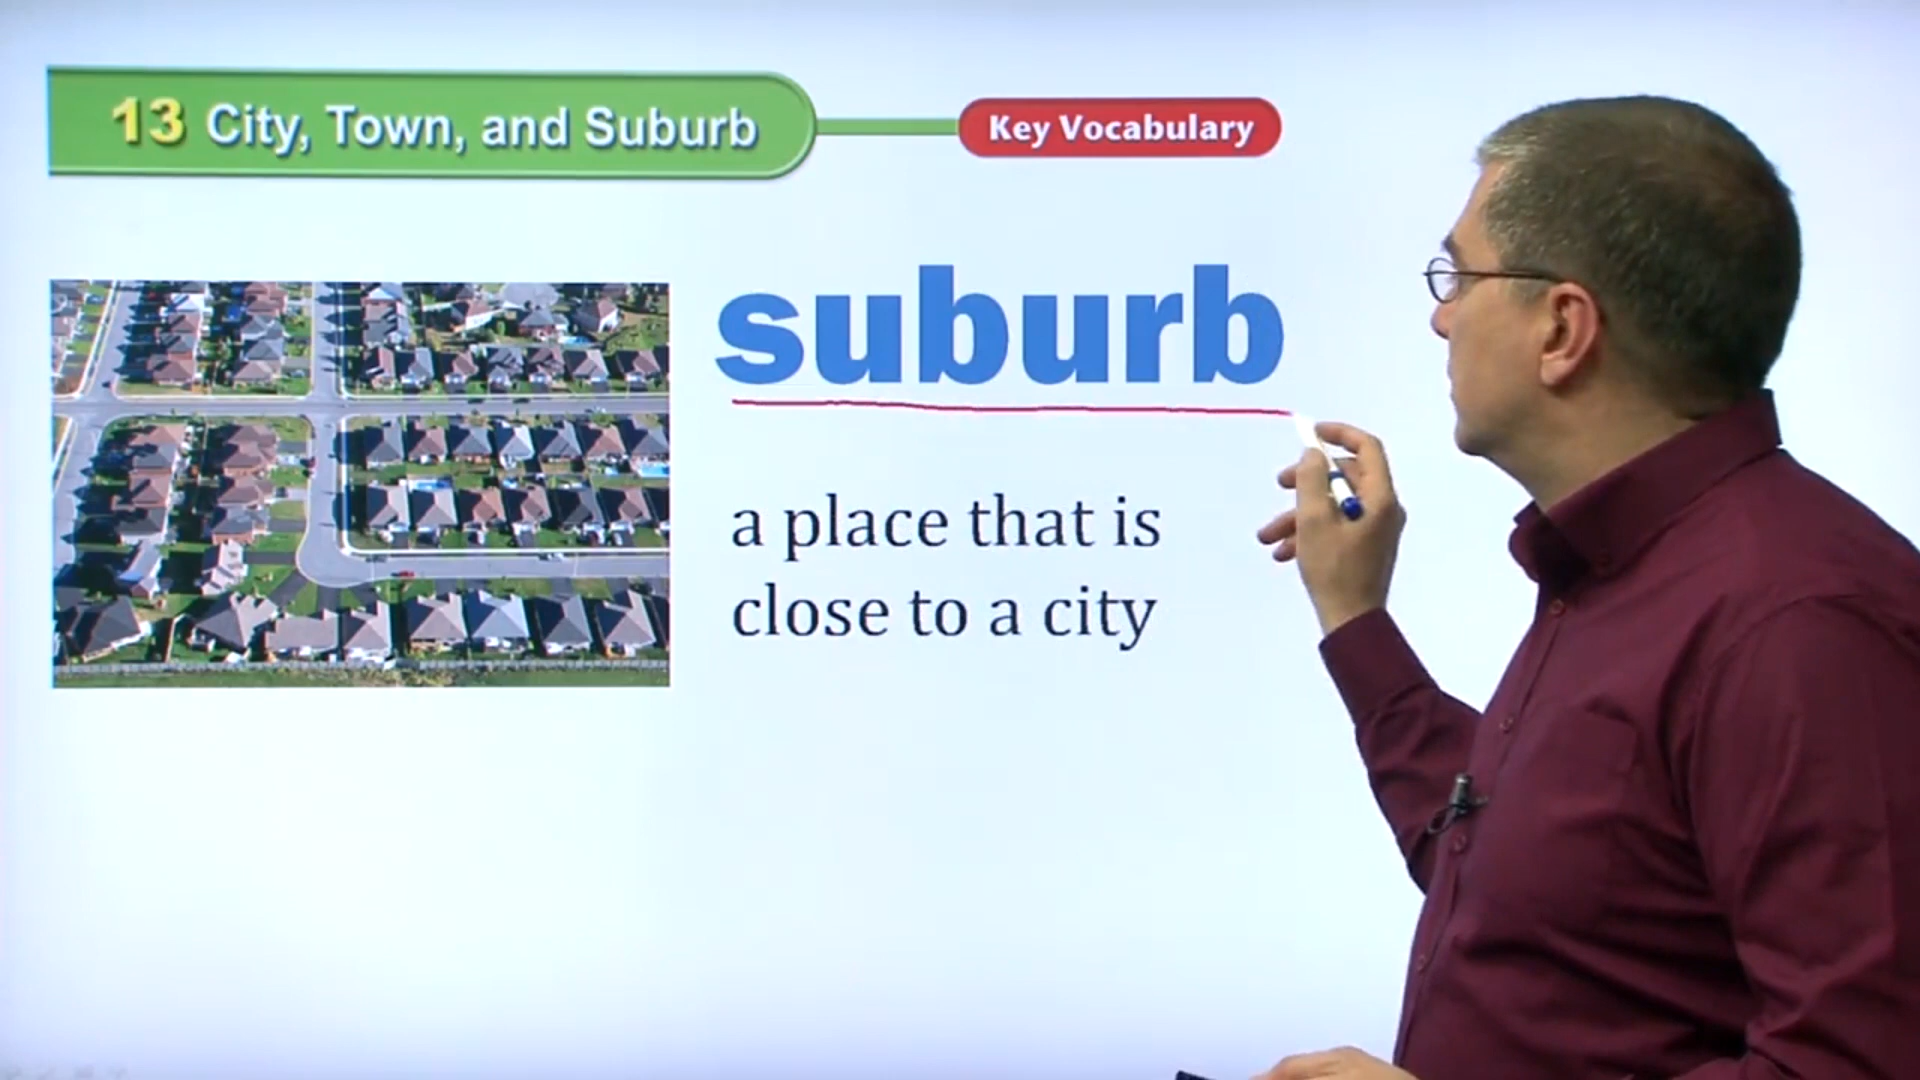 13 City, Town, and Suburb
Key Vocabulary
suburb
a place that is
close to a city